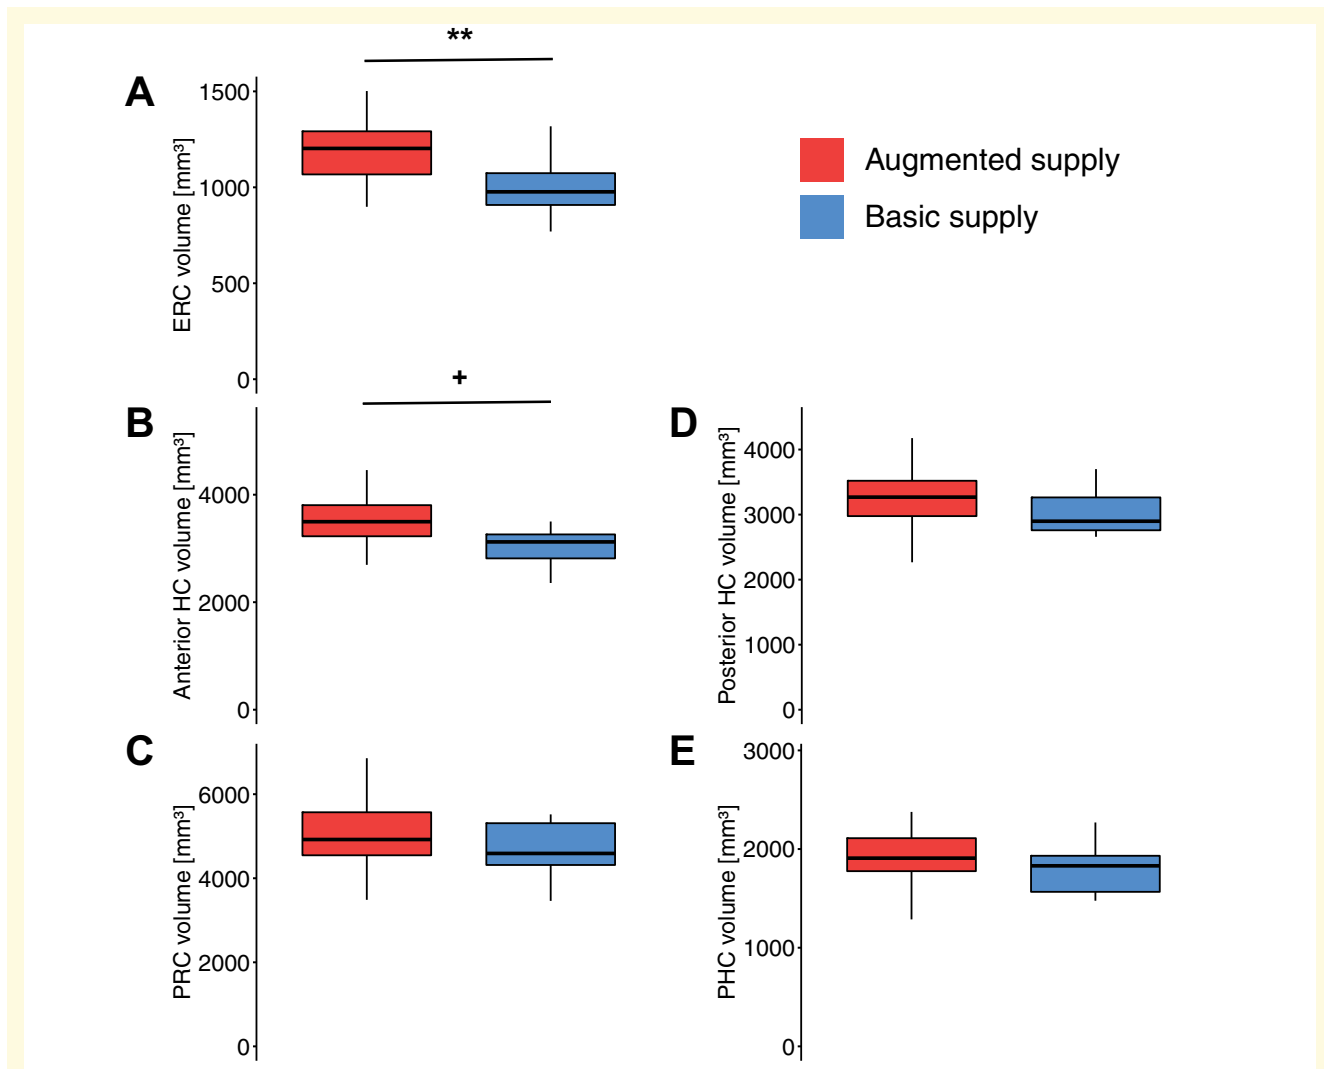 **
A
ERC volume [mm³]
1500
1000
500
0
Augmented supply
Basic supply
+
B
Anterior HC volume [mm³]
4000
2000
0
D
Posterior HC volume [mm³]
4000
3000
2000
1000
0
C
PRC volume [mm³]
6000
4000
2000
0
E
PHC volume [mm³]
3000
2000
1000
0